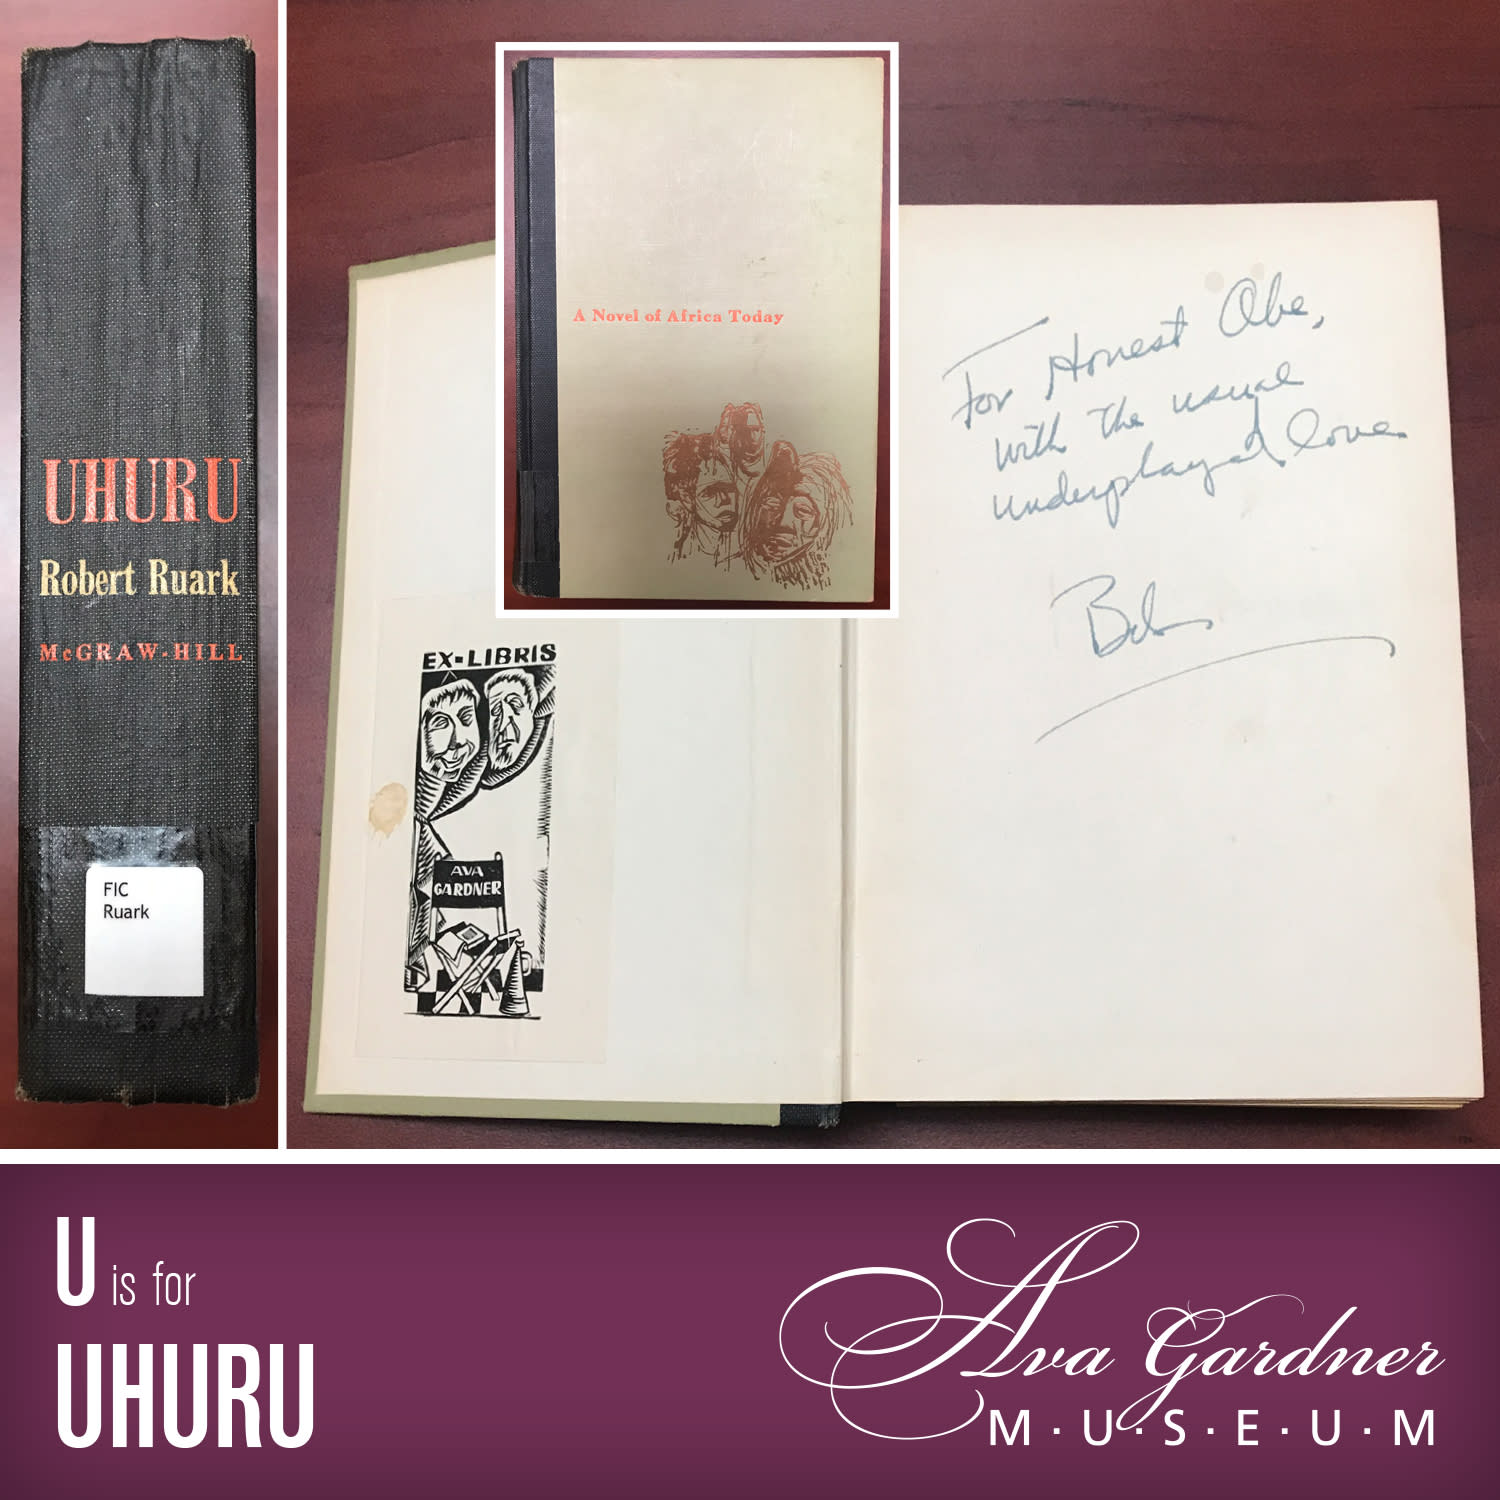 UHURU
Robert Ruark
McGRAW-HILL
FIC
Ruark
A Novel of Africa Today
EX-LIBRIS
AVA
GARDNER
For Honest Abe,
with the usual
underplayed love
Bob
U is for
UHURU
Ava Gardner
M·U·S·E·U·M